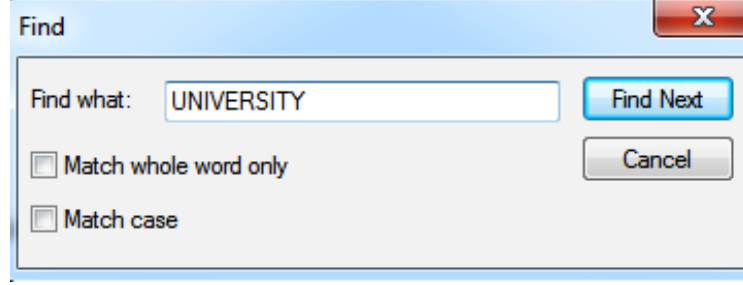 Find
Find what: UNIVERSITY Find Next
Match whole word only Cancel
Match case